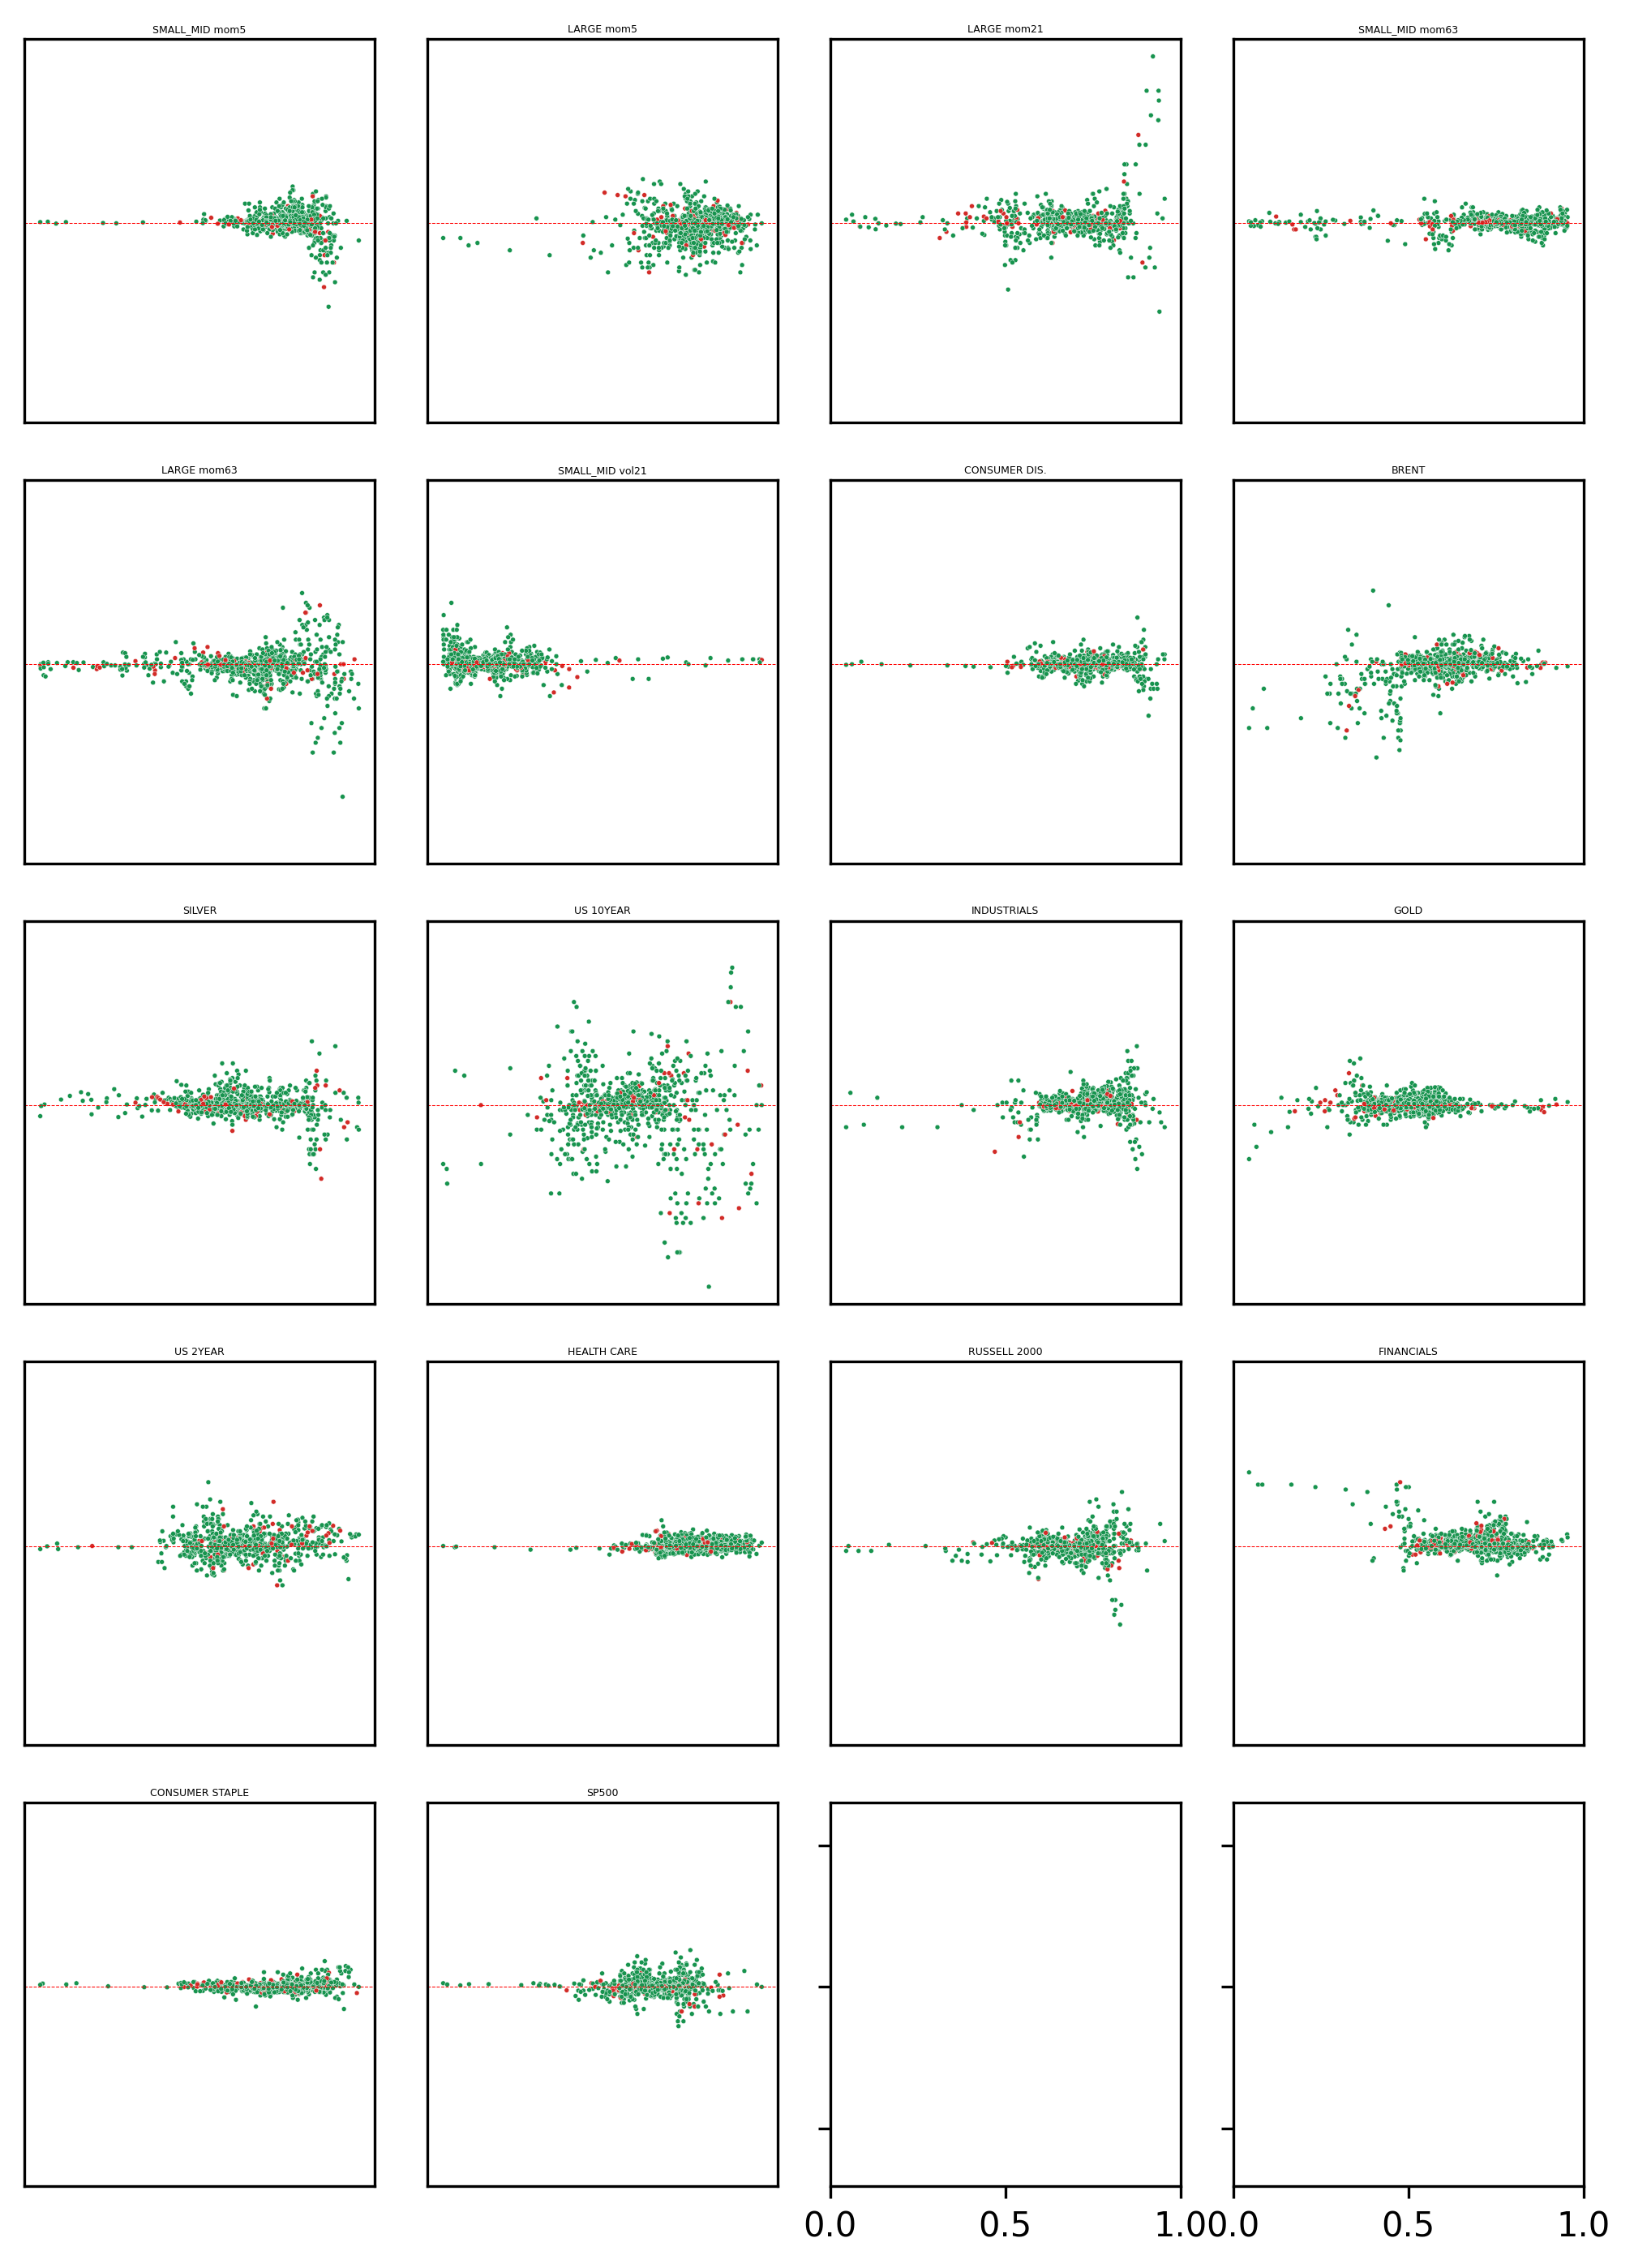 SMALL_MID mom5
LARGE mom5
LARGE mom21
SMALL_MID mom63
LARGE mom63
SMALL_MID vol21
CONSUMER DIS.
BRENT
SILVER
US 10YEAR
INDUSTRIALS
GOLD
US 2YEAR
HEALTH CARE
RUSSELL 2000
FINANCIALS
CONSUMER STAPLE
SP500
0.0 0.5 1.0 0.0 0.5 1.0